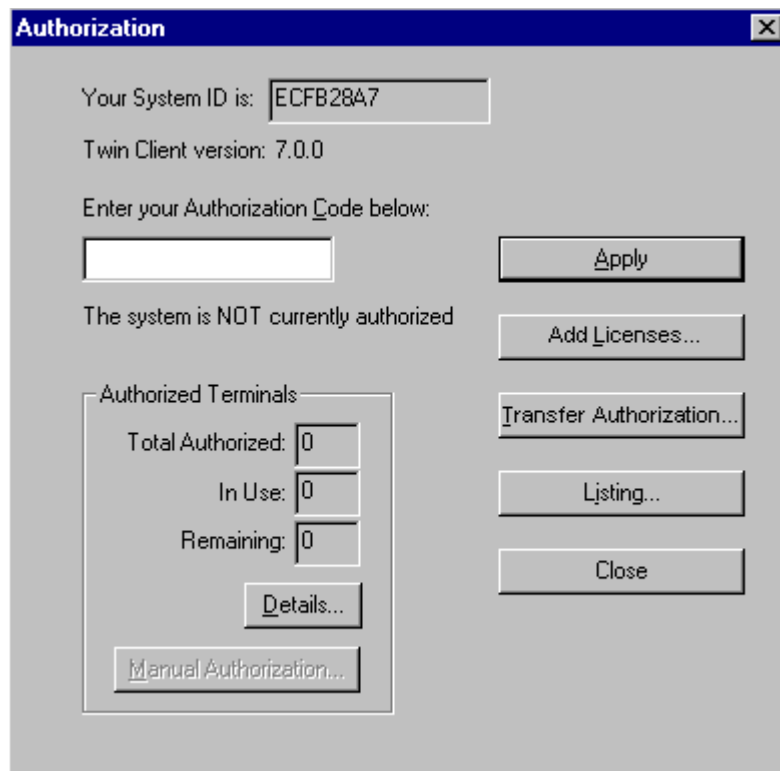 Authorization
Your System ID is: ECFB28A7
Twin Client version: 7.0.0
Enter your Authorization Code below:
Apply
The system is NOT currently authorized
Add Licenses...
Authorized Terminals
Transfer Authorization...
Total Authorized: 0
In Use: 0
Listing...
Remaining: 0
Close
Details...
Manual Authorization...